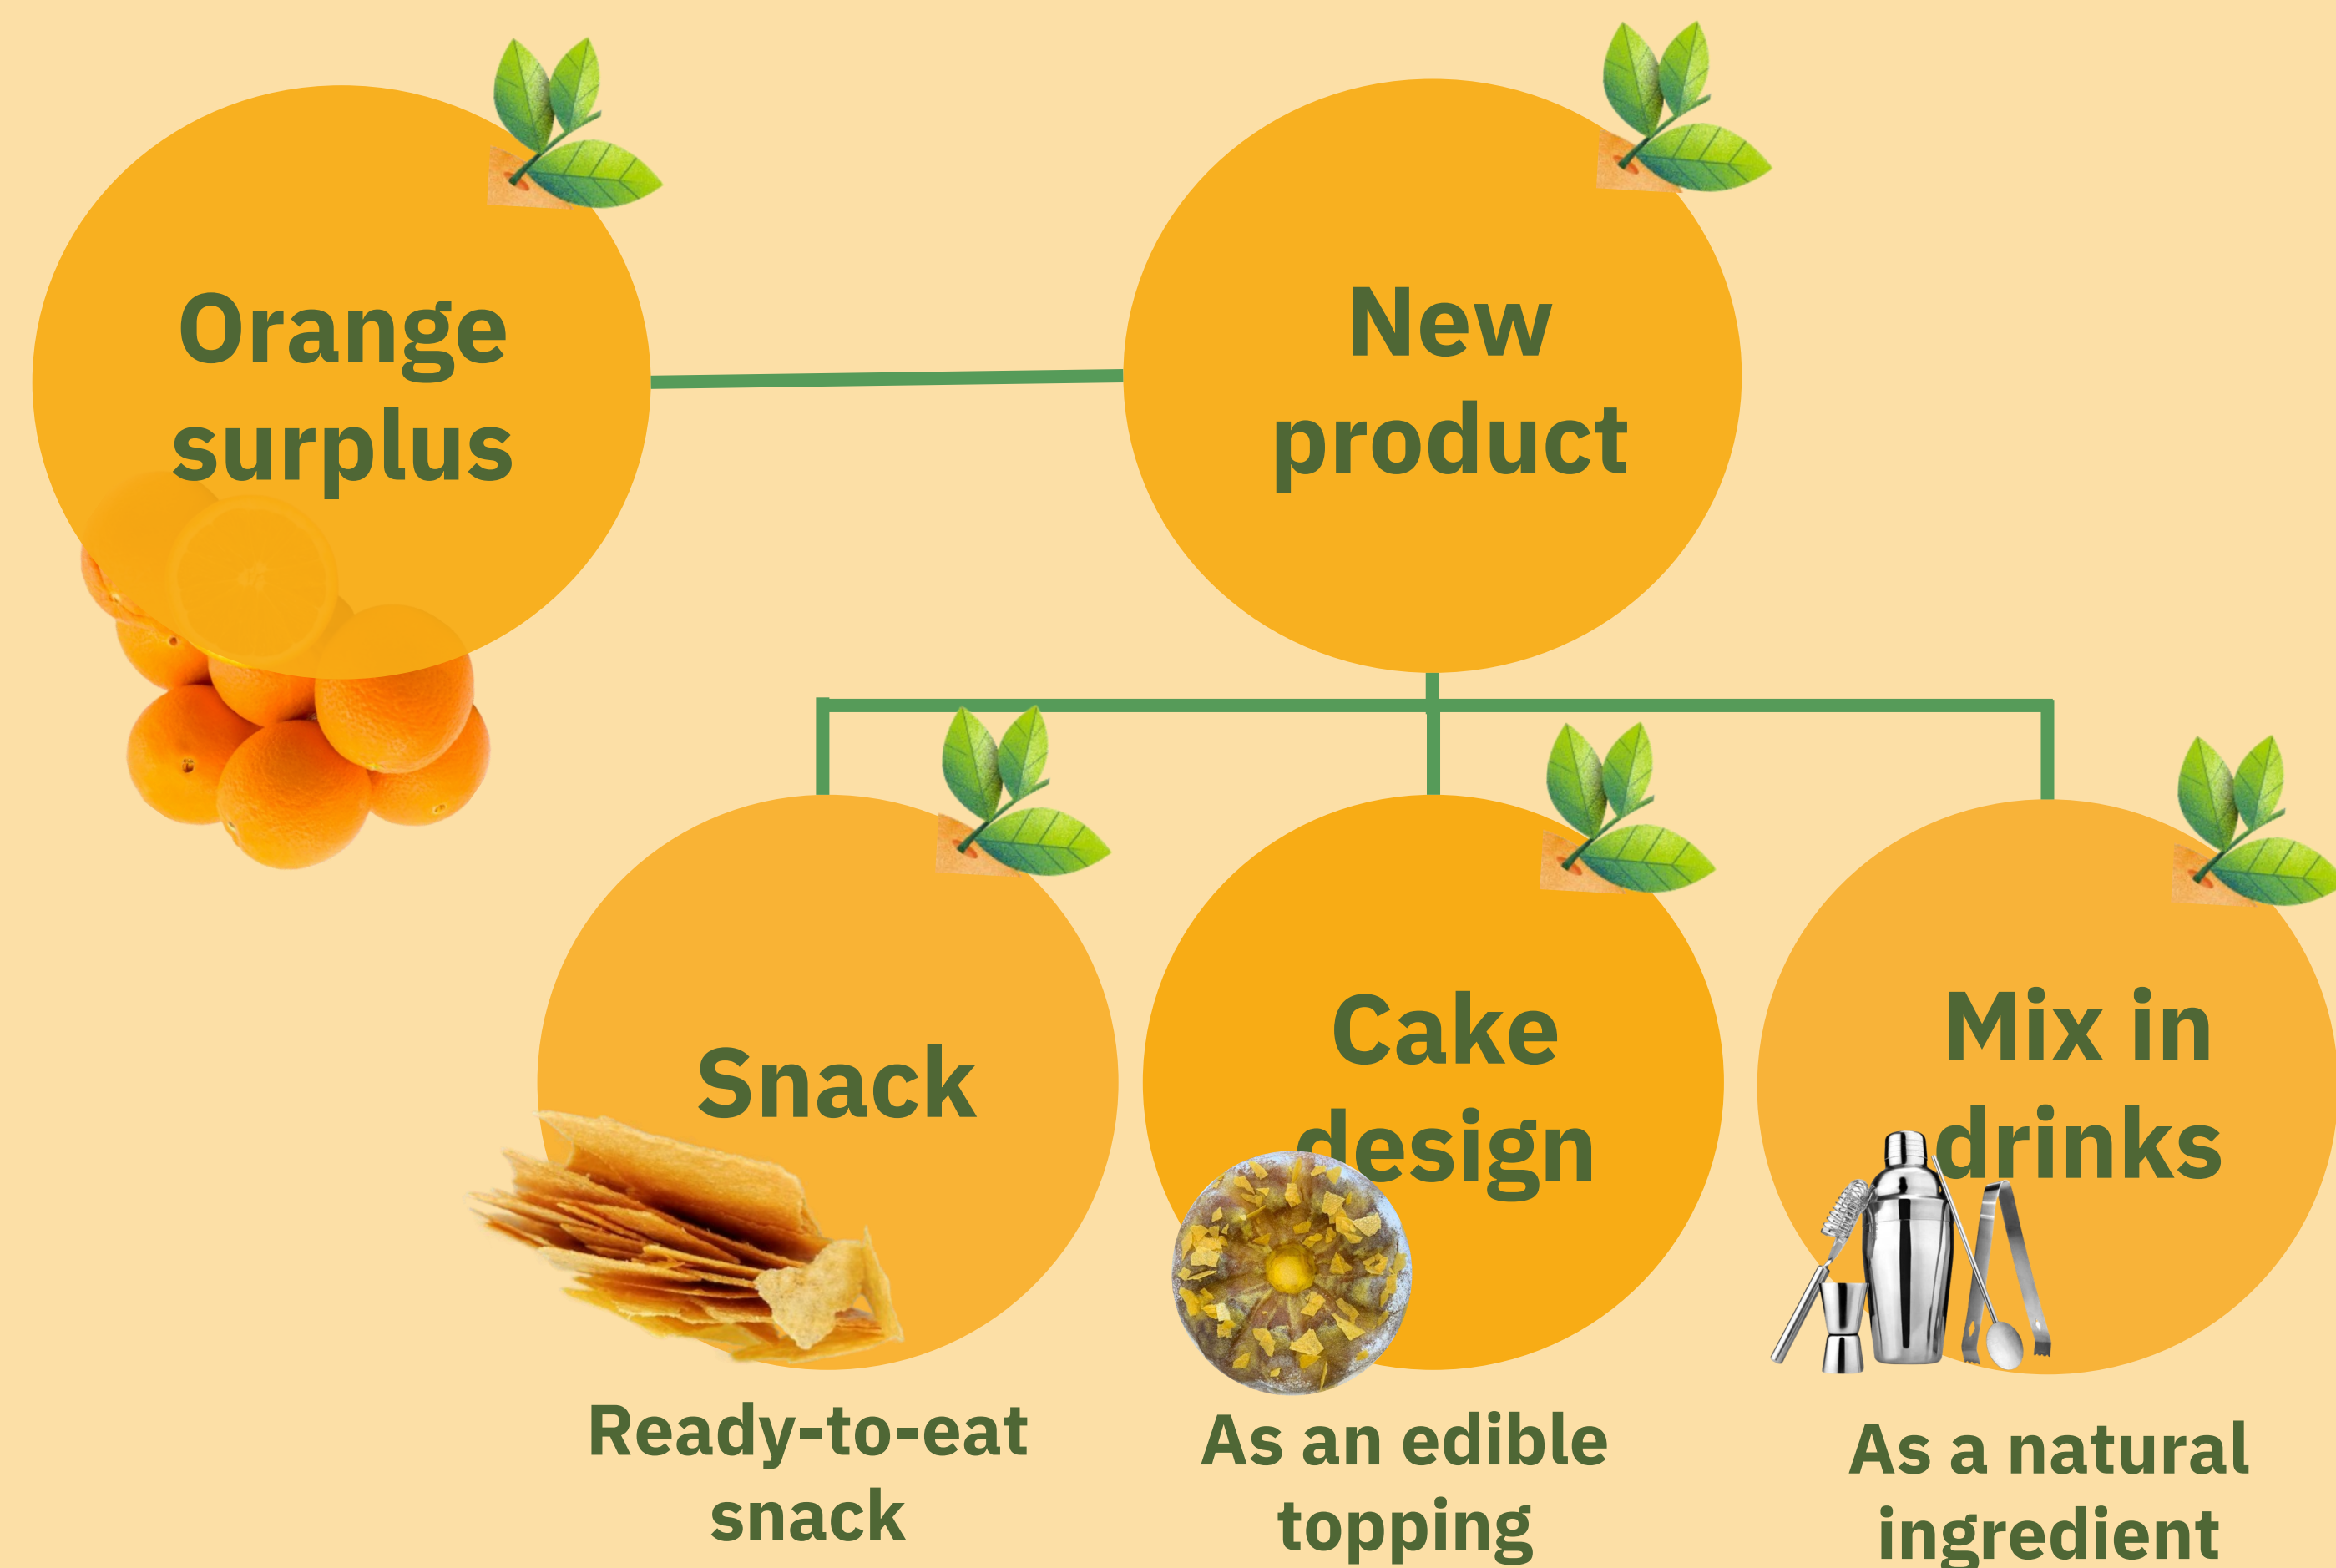 Orange
surplus
New
product
Snack
Cake
design
Mix in
drinks
Ready-to-eat
snack
As an edible
topping
As a natural
ingredient